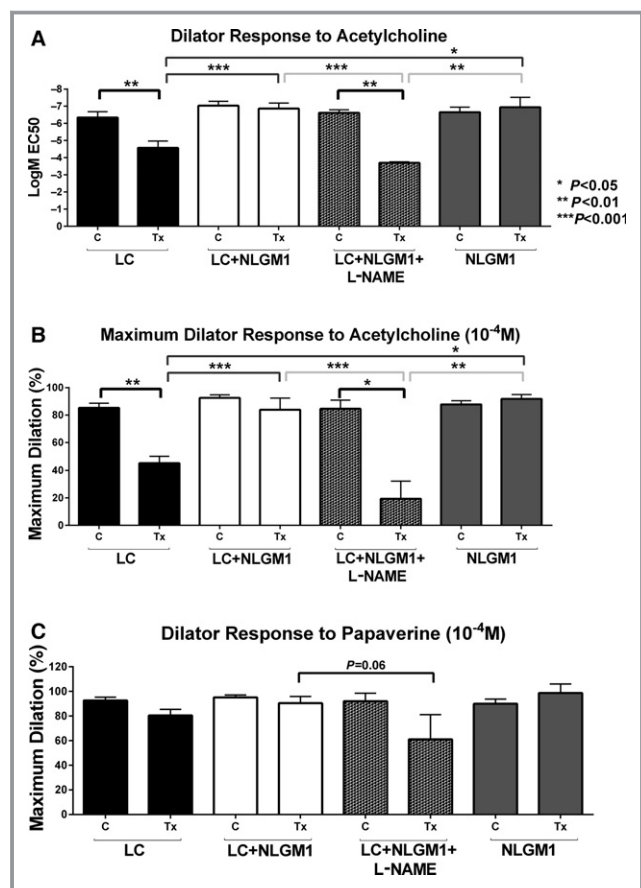 A
Dilator Response to Acetylcholine
*
** *** *** ** **
LogM EC50
-8
-7
-6
-5
-4
-3
-2
-1
0
* P<0.05
** P<0.01
***P<0.001
C Tx C Tx C Tx C Tx
LC LC+NLGM1 LC+NLGM1+ NLGM1
L-NAME
B
Maximum Dilator Response to Acetylcholine (10-4M)
*
** *** *** * **
Maximum Dilation (%)
100
80
60
40
20
0
C Tx C Tx C Tx C Tx
LC LC+NLGM1 LC+NLGM1+ NLGM1
L-NAME
C
Dilator Response to Papaverine (10-4M)
Maximum Dilation (%)
120
100
80
60
40
20
0
P=0.06
C Tx C Tx C Tx C Tx
LC LC+NLGM1 LC+NLGM1+ NLGM1
L-NAME